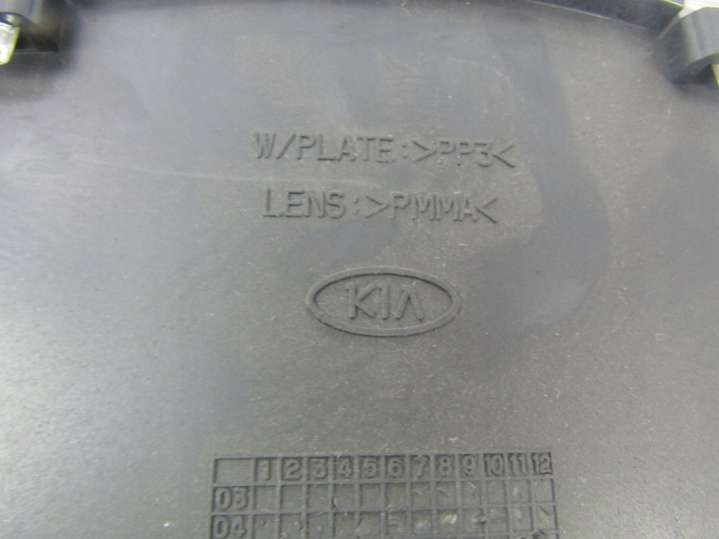 W/PLATE:>PP3<
LENS:>PMMA<
KIA
1 2 3 4 5 6 7 8 9 10 11 12
03
04